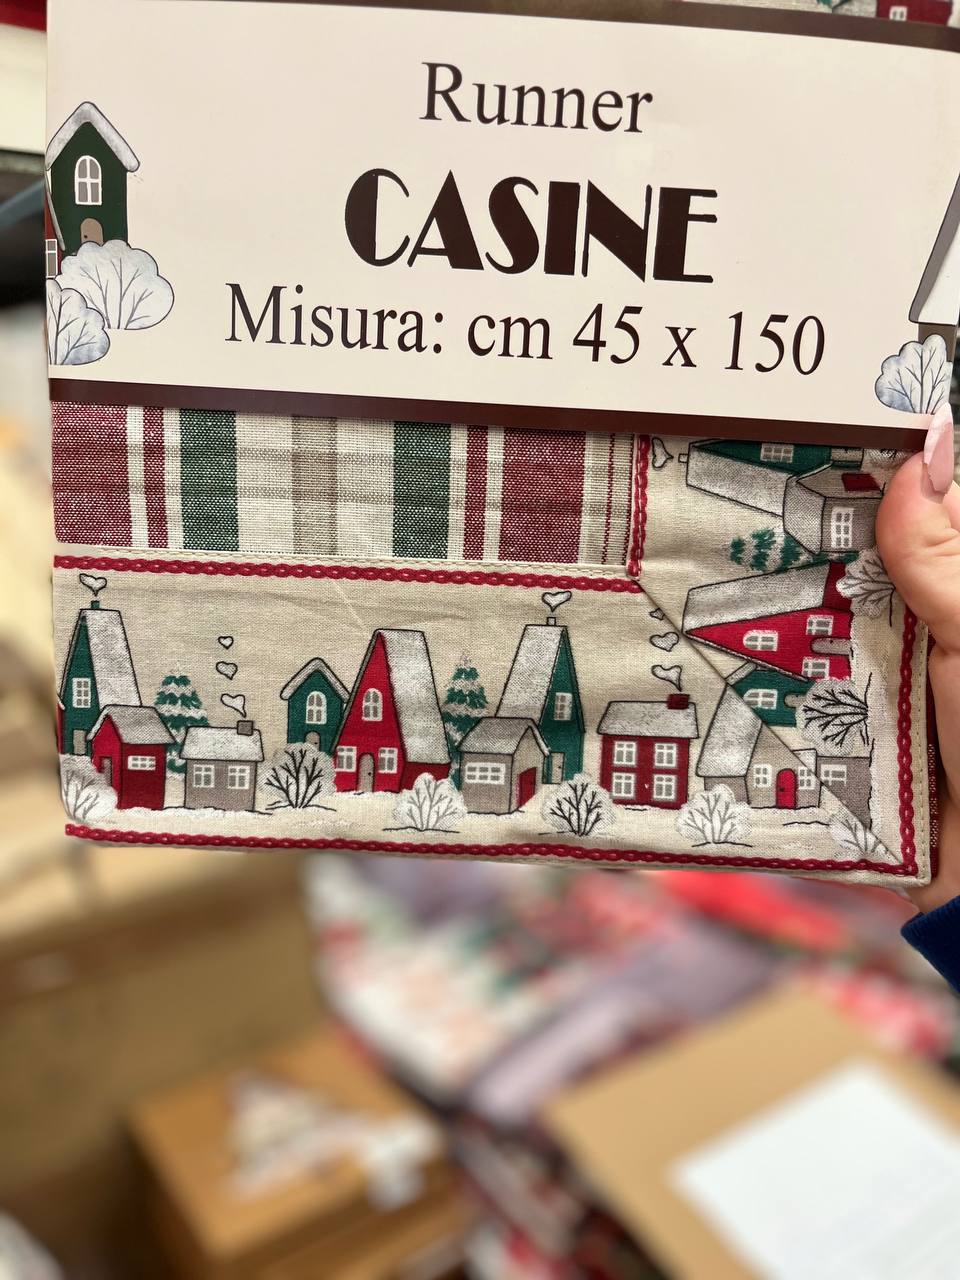 Runner
CASINE
Misura: cm 45 x 150